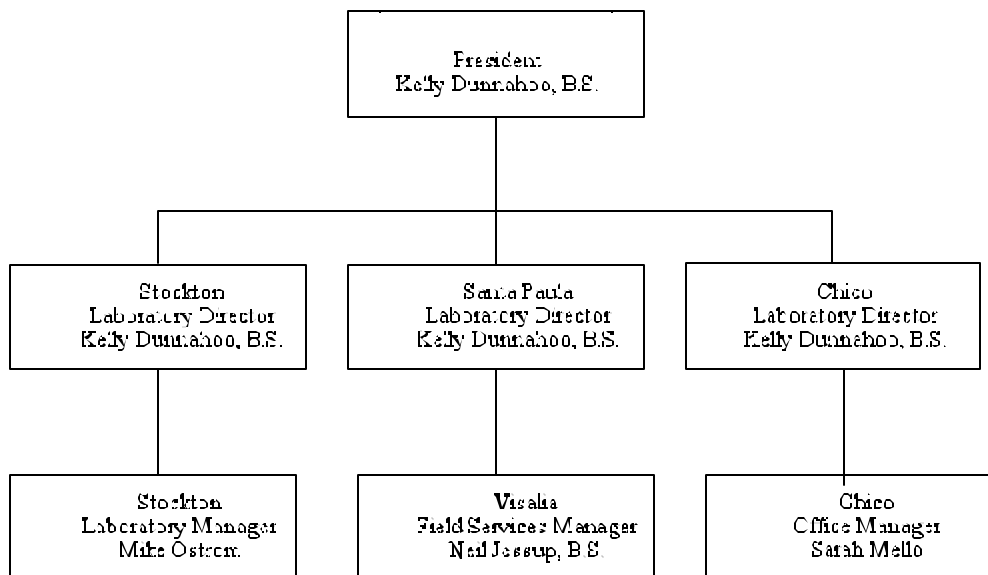 President
Kelly Dunnahoo, B.S.
Stockton
Laboratory Director
Kelly Dunnahoo, B.S.
Santa Paula
Laboratory Director
Kelly Dunnahoo, B.S.
Chico
Laboratory Director
Kelly Dunnahoo, B.S.
Stockton
Laboratory Manager
Mike Ostrom
Visalia
Field Services Manager
Neil Jessup, B.S.
Chico
Office Manager
Sarah Mello